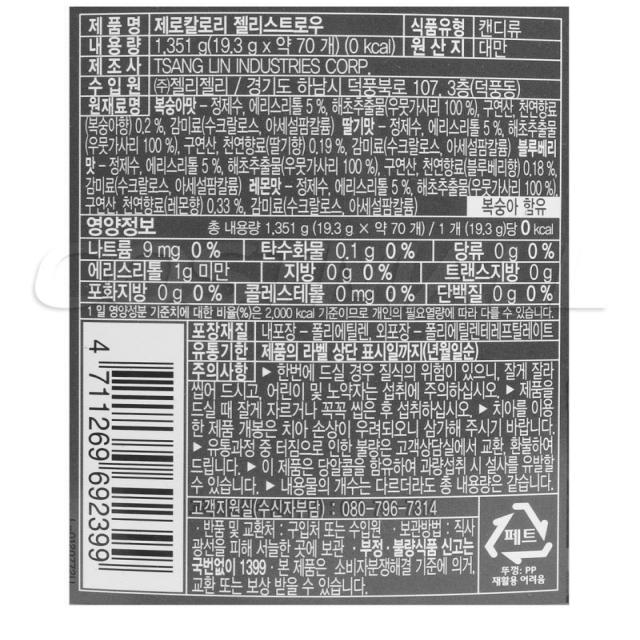 제 품 명 제로칼로리 젤리스트로우 식품유형 캔디류
내 용 량 1,351 g(19,3 g x 약 70 개) (0 kcal) 원 산 지 대만
제 조 사 TSANG LIN INDUSTRIES CORP.
수 입 원 ㈜젤리젤리 / 경기도 하남시 덕풍북로 107, 3층(덕풍동)
원재료명 복숭아맛 - 정제수, 에리스리톨 5 %, 해초추출물(우뭇가사리 100 %), 구연산, 천연향료
(복숭아향) 0,2 %, 감미료(수크랄로스, 아세설팜칼륨) 딸기맛 - 정제수, 에리스리톨 5 %, 해초추출물
(우뭇가사리 100 %), 구연산, 천연향료(딸기향) 0,19 %, 감미료(수크랄로스, 아세설팜칼륨) 블루베리
맛 - 정제수, 에리스리톨 5 %, 해초추출물(우뭇가사리 100 %), 구연산, 천연향료(블루베리향) 0,18 %,
감미료(수크랄로스, 아세설팜칼륨) 레몬맛 - 정제수, 에리스리톨 5 %, 해초추출물(우뭇가사리 100 %),
구연산, 천연향료(레몬향) 0.33 %, 감미료(수크랄로스, 아세설팜칼륨) 복숭아 함유
영양정보 총 내용량 1,351 g (19.3 g x 약 70 개) / 1 개 (19.3 g)당 0 kcal
나트륨 9 mg 0 % 탄수화물 0.1 g 0 % 당류 0 g 0 %
에리스리톨 1g 미만 지방 0 g 0 % 트랜스지방 0 g
포화지방 0 g 0 % 콜레스테롤 0 mg 0 % 단백질 0 g 0 %
1 일 영양성분 기준치에 대한 비율(%)은 2,000 kcal 기준이므로 개인의 필요열량에 따라 다를 수 있습니다.
포장재질 내포장 - 폴리에틸렌, 외포장 - 폴리에틸렌테레프탈레이트
유통기한 제품의 라벨 상단 표시일까지(년월일순)
주의사항 ▶ 한번에 드실 경우 질식의 위험이 있으니, 잘게 잘라
씹어 드시고, 어린이 및 노약자는 섭취에 주의하십시오. ▶ 제품을
드실 때 잘게 자르거나 꼭꼭 씹은 후 섭취하십시오. ▶ 치아를 이용
한 제품 개봉은 치아 손상이 우려되오니 삼가해 주시기 바랍니다.
▶ 유통과정 중 터짐으로 인한 불량은 고객상담실에서 교환, 환불하여
드립니다. ▶ 이 제품은 당알콜을 함유하여 과량섭취 시 설사를 유발할
수 있습니다. ▶ 내용물의 개수는 다르더라도 총 내용량은 같습니다.
고객지원실(수신자부담) : 080-796-7314
· 반품 및 교환처 : 구입처 또는 수입원 · 보관방법 : 직사
광선을 피해 서늘한 곳에 보관 · 부정·불량식품 신고는
국번없이 1399 · 본 제품은 소비자분쟁해결 기준에 의거,
교환 또는 보상 받을 수 있습니다.
페트
뚜껑: PP
재활용 어려움
4 711269 692399